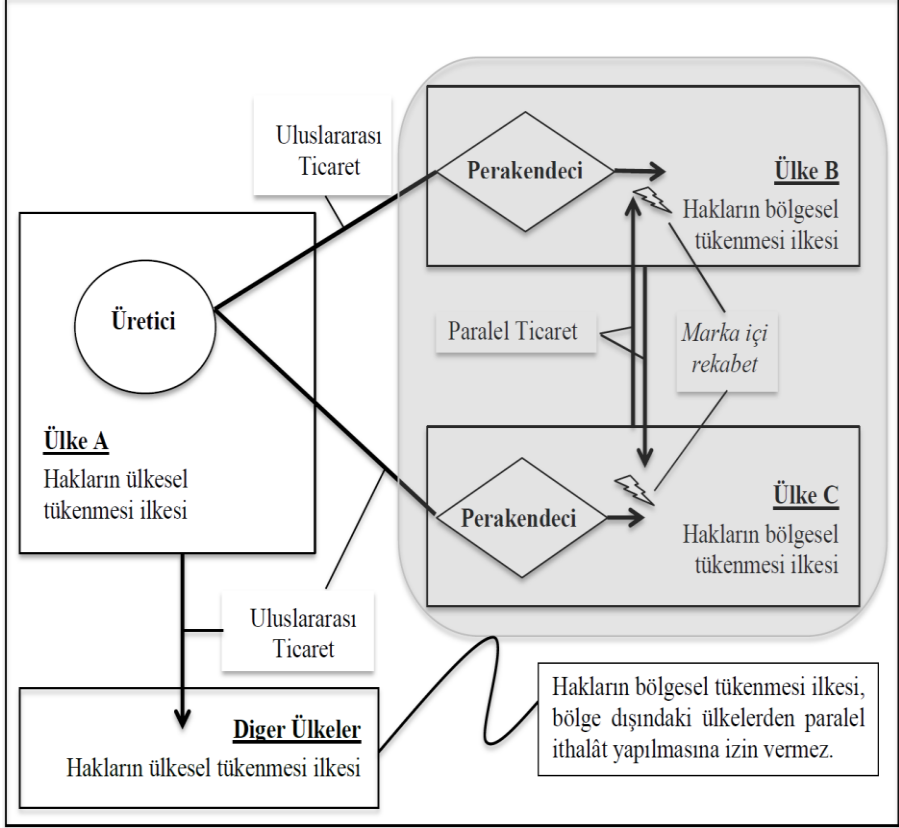 Uluslararası
Ticaret
Perakendeci
Ülke B
Hakların bölgesel
tükenmesi ilkesi
Üretici
Ülke A
Hakların ülkesel
tükenmesi ilkesi
Paralel Ticaret
Marka içi
rekabet
Perakendeci
Ülke C
Hakların bölgesel
tükenmesi ilkesi
Uluslararası
Ticaret
Diger Ülkeler
Hakların ülkesel tükenmesi ilkesi
Hakların bölgesel tükenmesi ilkesi,
bölge dışındaki ülkelerden paralel
ithalât yapılmasına izin vermez.